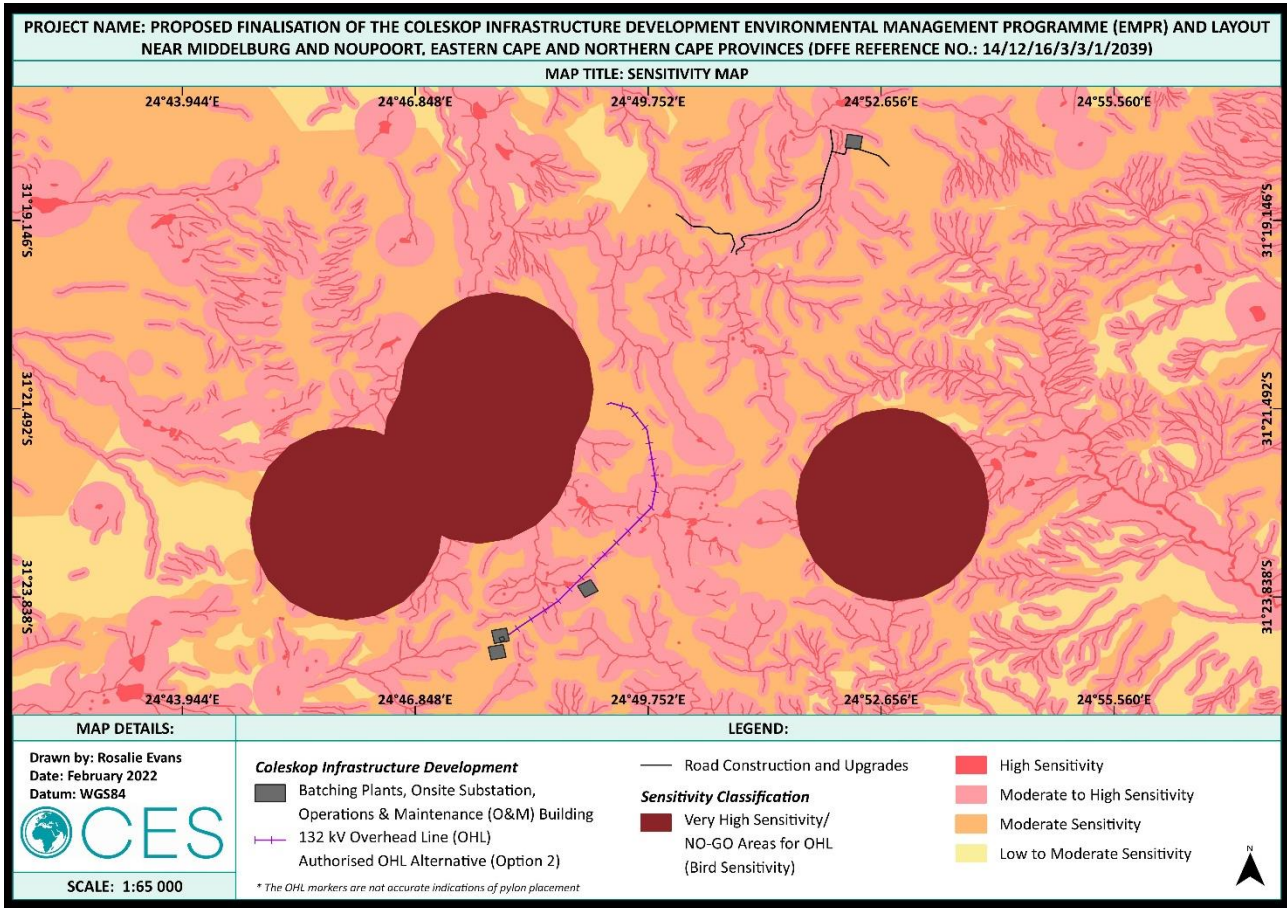 PROJECT NAME: PROPOSED FINALISATION OF THE COLESKOP INFRASTRUCTURE DEVELOPMENT ENVIRONMENTAL MANAGEMENT PROGRAMME (EMPR) AND LAYOUT
NEAR MIDDELBURG AND NOUPOORT, EASTERN CAPE AND NORTHERN CAPE PROVINCES (DFFE REFERENCE NO.: 14/12/16/3/3/1/2039)
MAP TITLE: SENSITIVITY MAP
24°43.944'E
24°46.848'E
24°49.752'E
24°52.656'E
24°55.560'E
31°19.146'S
31°19.146'S
31°21.492'S
31°21.492'S
31°23.838'S
31°23.838'S
24°43.944'E
24°46.848'E
24°49.752'E
24°52.656'E
24°55.560'E
MAP DETAILS:
Drawn by: Rosalie Evans
Date: February 2022
Datum: WGS84
CES
SCALE: 1:65 000
LEGEND:
Coleskop Infrastructure Development
Batching Plants, Onsite Substation,
Operations & Maintenance (O&M) Building
132 kV Overhead Line (OHL)
Authorised OHL Alternative (Option 2)
* The OHL markers are not accurate indications of pylon placement
Road Construction and Upgrades
Sensitivity Classification
Very High Sensitivity/
NO-GO Areas for OHL
(Bird Sensitivity)
High Sensitivity
Moderate to High Sensitivity
Moderate Sensitivity
Low to Moderate Sensitivity
N